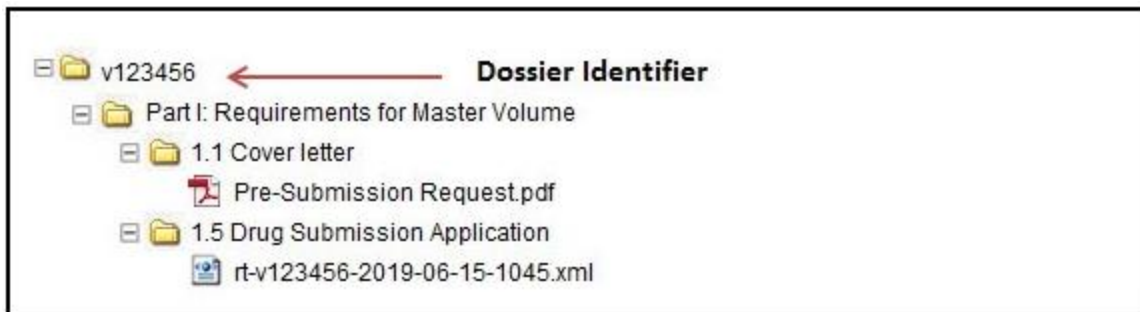 v123456 Dossier Identifier
Part I: Requirements for Master Volume
1.1 Cover letter
Pre-Submission Request.pdf
1.5 Drug Submission Application
rt-v123456-2019-06-15-1045.xml